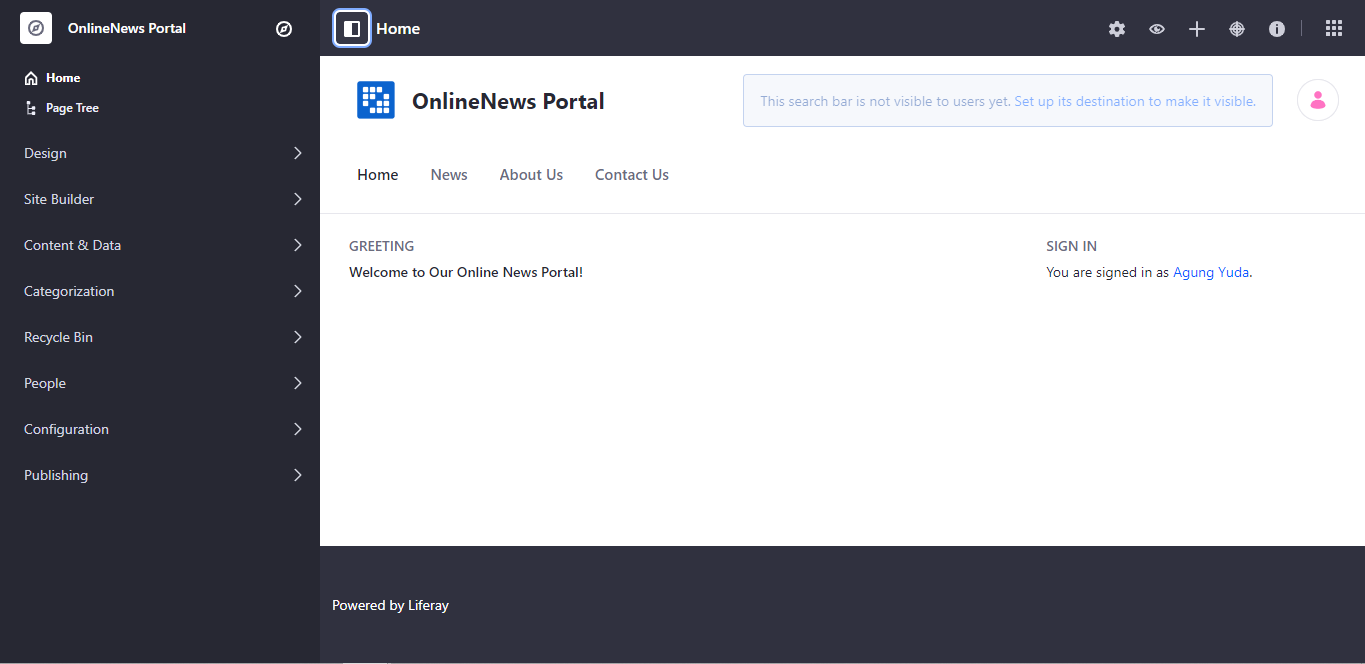 OnlineNews Portal
Home
Page Tree
Design
Site Builder
Content & Data
Categorization
Recycle Bin
People
Configuration
Publishing
Home
OnlineNews Portal
This search bar is not visible to users yet. Set up its destination to make it visible.
Home News About Us Contact Us
GREETING
Welcome to Our Online News Portal!
SIGN IN
You are signed in as Agung Yuda.
Powered by Liferay